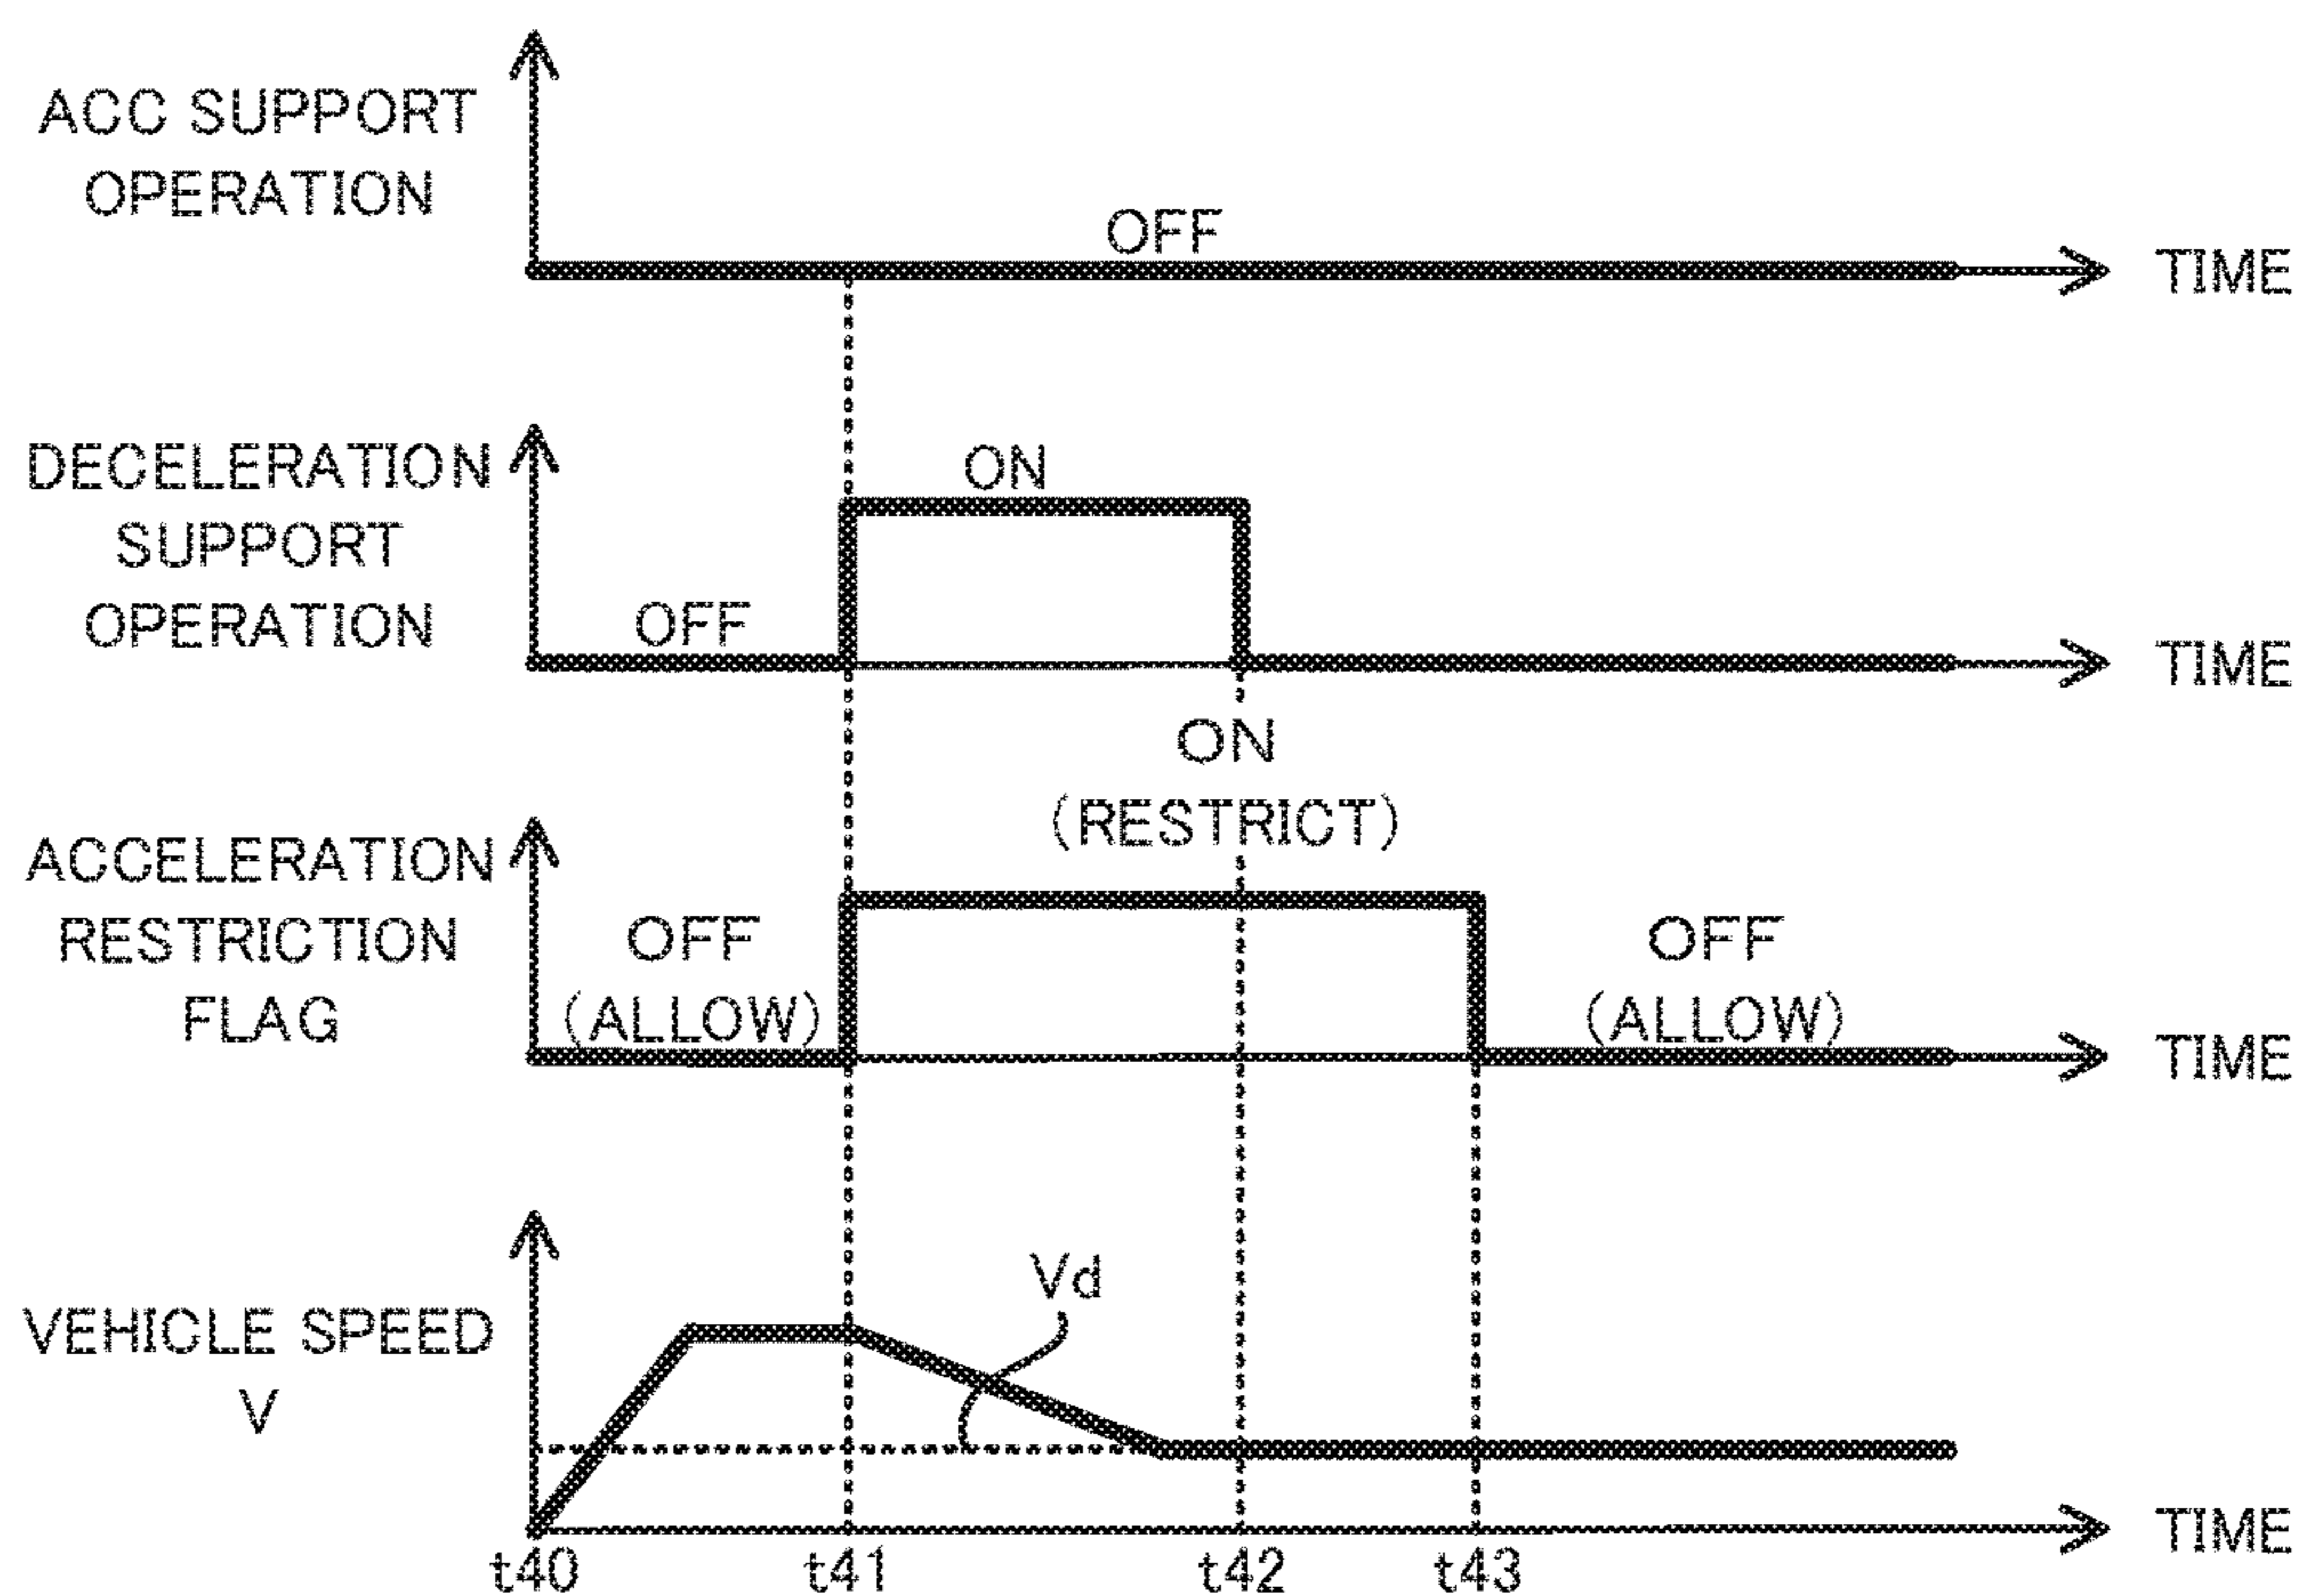 ACC SUPPORT
OPERATION
OFF
TIME
DECELERATION
SUPPORT
OPERATION
OFF
ON
TIME
ACCELERATION
RESTRICTION
FLAG
OFF
(ALLOW)
ON
(RESTRICT)
OFF
(ALLOW)
TIME
VEHICLE SPEED
V
Vd
TIME
t40 t41 t42 t43